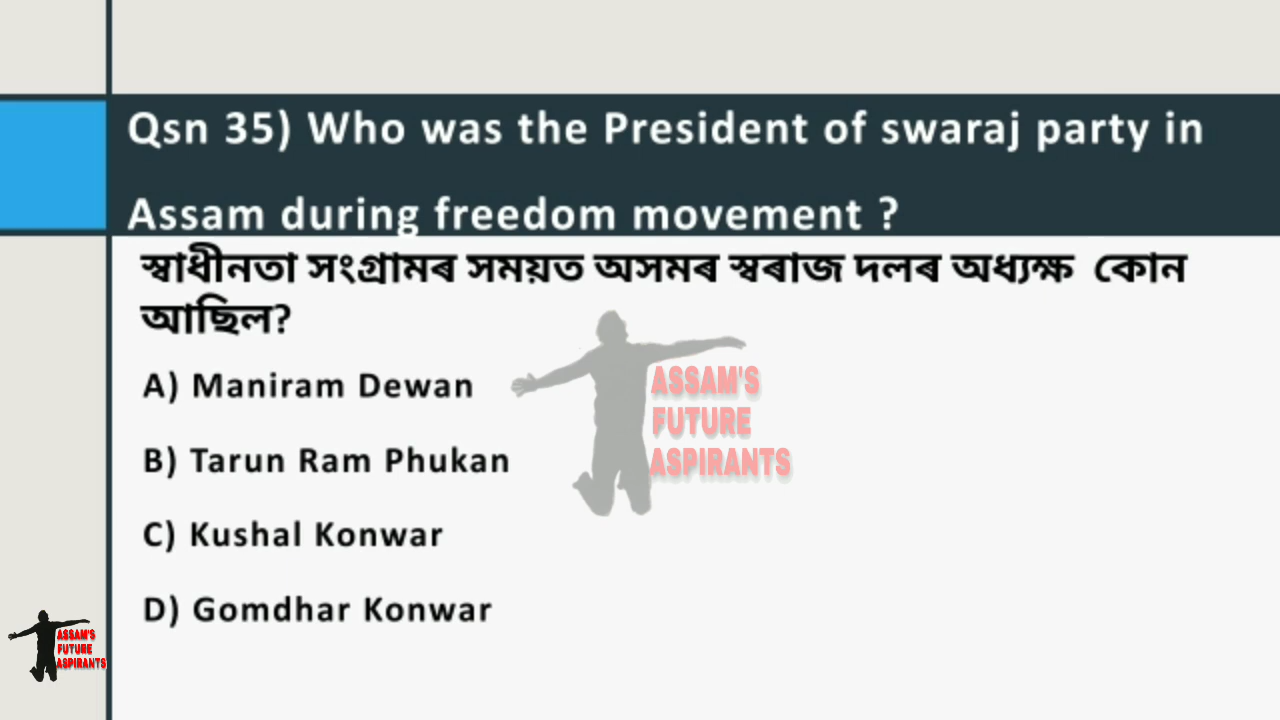 Qsn 35) Who was the President of swaraj party in
Assam during freedom movement ?
স্বাধীনতা সংগ্ৰামৰ সময়ত অসমৰ স্বৰাজ দলৰ অধ্যক্ষ কোন
আছিল?
A) Maniram Dewan
B) Tarun Ram Phukan
C) Kushal Konwar
D) Gomdhar Konwar
ASSAM'S
FUTURE
ASPIRANTS
ASSAM'S
FUTURE
ASPIRANTS